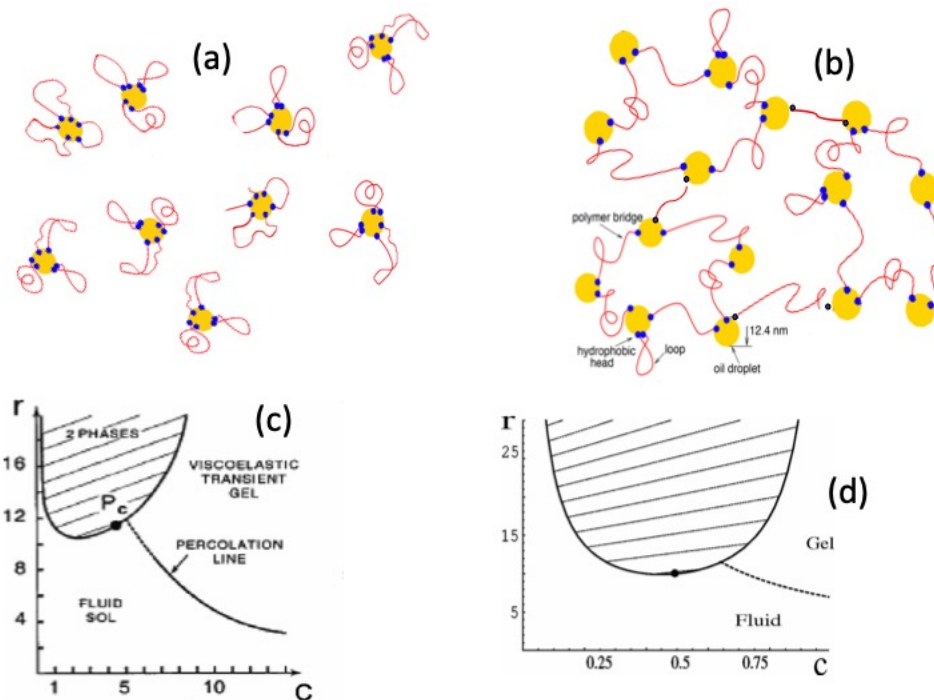 (a)
(b)
polymer bridge
hydrophobic
head
loop
12.4 nm
oil droplet
r
(c)
2 PHASES
16
VISCOELASTIC
TRANSIENT
GEL
Pc
12
PERCOLATION
LINE
8
FLUID
SOL
4
1 5 10 C
r
25
(d)
15
Gel
5
Fluid
0.25 0.5 0.75 C